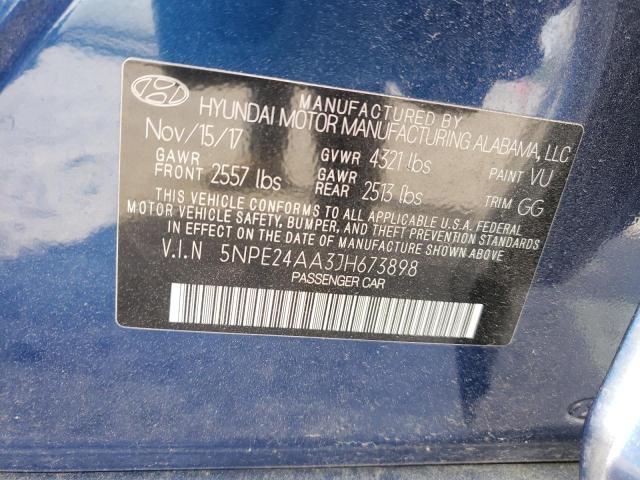 MANUFACTURED BY
HYUNDAI MOTOR MANUFACTURING ALABAMA, LLC
Nov/15/17
GAWR FRONT 2557 lbs
GVWR 4321 lbs
GAWR REAR 2513 lbs
PAINT VU
TRIM GG
THIS VEHICLE CONFORMS TO ALL APPLICABLE U.S.A. FEDERAL
MOTOR VEHICLE SAFETY, BUMPER, AND THEFT PREVENTION STANDARDS
IN EFFECT ON THE DATE OF MANUFACTURE SHOWN ABOVE
V.I.N 5NPE24AA3JH673898
PASSENGER CAR